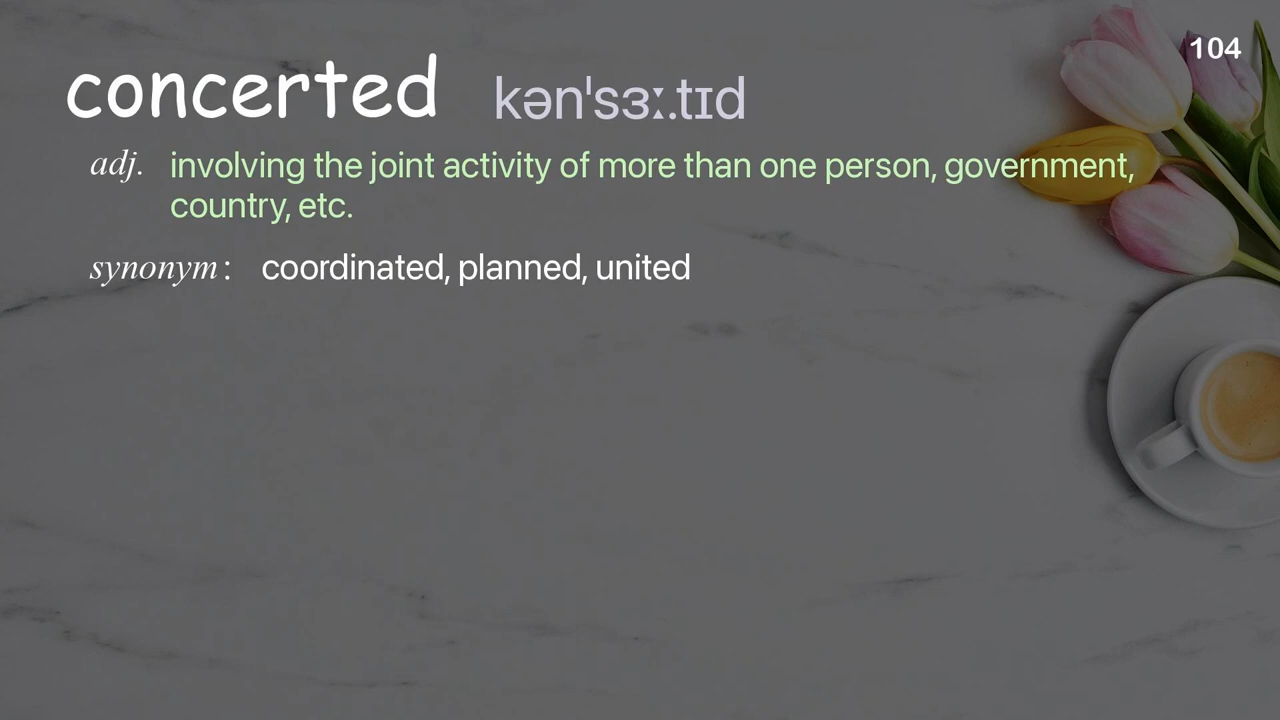 104
concerted kən'sɜː.tɪd
adj. involving the joint activity of more than one person, government,
country, etc.
synonym: coordinated, planned, united